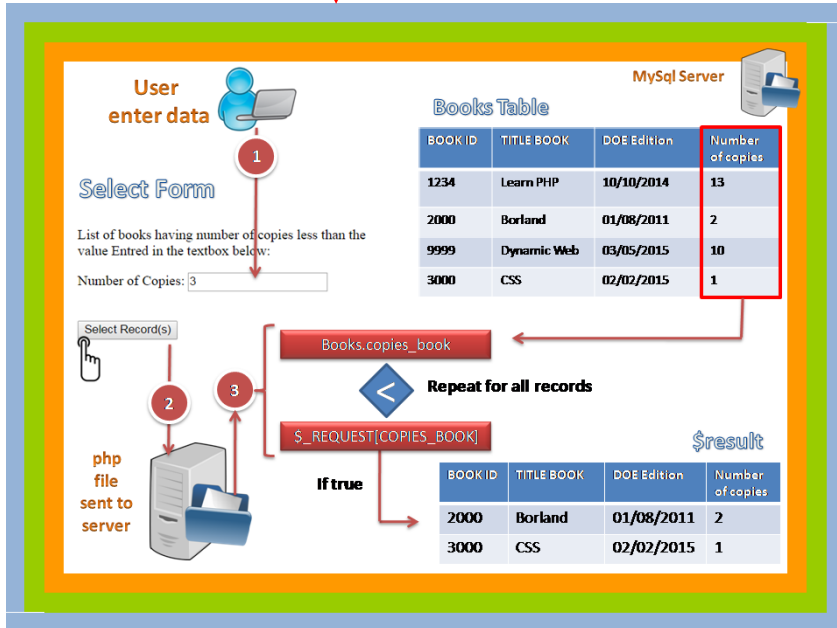 User
enter data
MySql Server
Books Table
BOOK ID TITLE BOOK DOE Edition Number
of copies
1234 Learn PHP 10/10/2014 13
2000 Borland 01/08/2011 2
9999 Dynamic Web 03/05/2015 10
3000 CSS 02/02/2015 1
1
Select Form
List of books having number of copies less than the
value Entred in the textbox below:
Number of Copies: 3
Select Record(s)
2
3
Books.copies_book
<
Repeat for all records
$_REQUEST[COPIES_BOOK]
php
file
sent to
server
If true
$result
BOOK ID TITLE BOOK DOE Edition Number
of copies
2000 Borland 01/08/2011 2
3000 CSS 02/02/2015 1